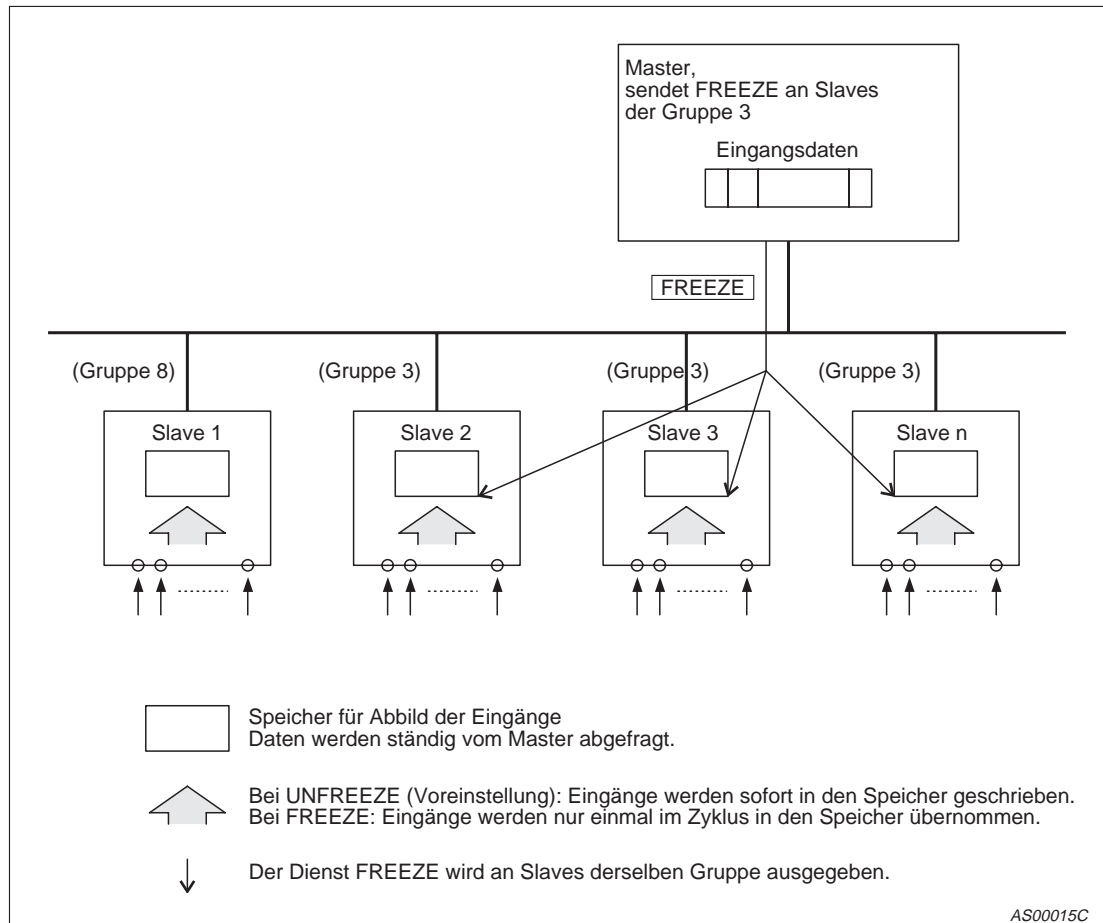 Master,
sendet FREEZE an Slaves
der Gruppe 3
Eingangsdaten
FREEZE
(Gruppe 8)
(Gruppe 3)
(Gruppe 3)
(Gruppe 3)
Slave 1
Slave 2
Slave 3
Slave n
Speicher für Abbild der Eingänge
Daten werden ständig vom Master abgefragt.
Bei UNFREEZE (Voreinstellung): Eingänge werden sofort in den Speicher geschrieben.
Bei FREEZE: Eingänge werden nur einmal im Zyklus in den Speicher übernommen.
Der Dienst FREEZE wird an Slaves derselben Gruppe ausgegeben.
AS00015C